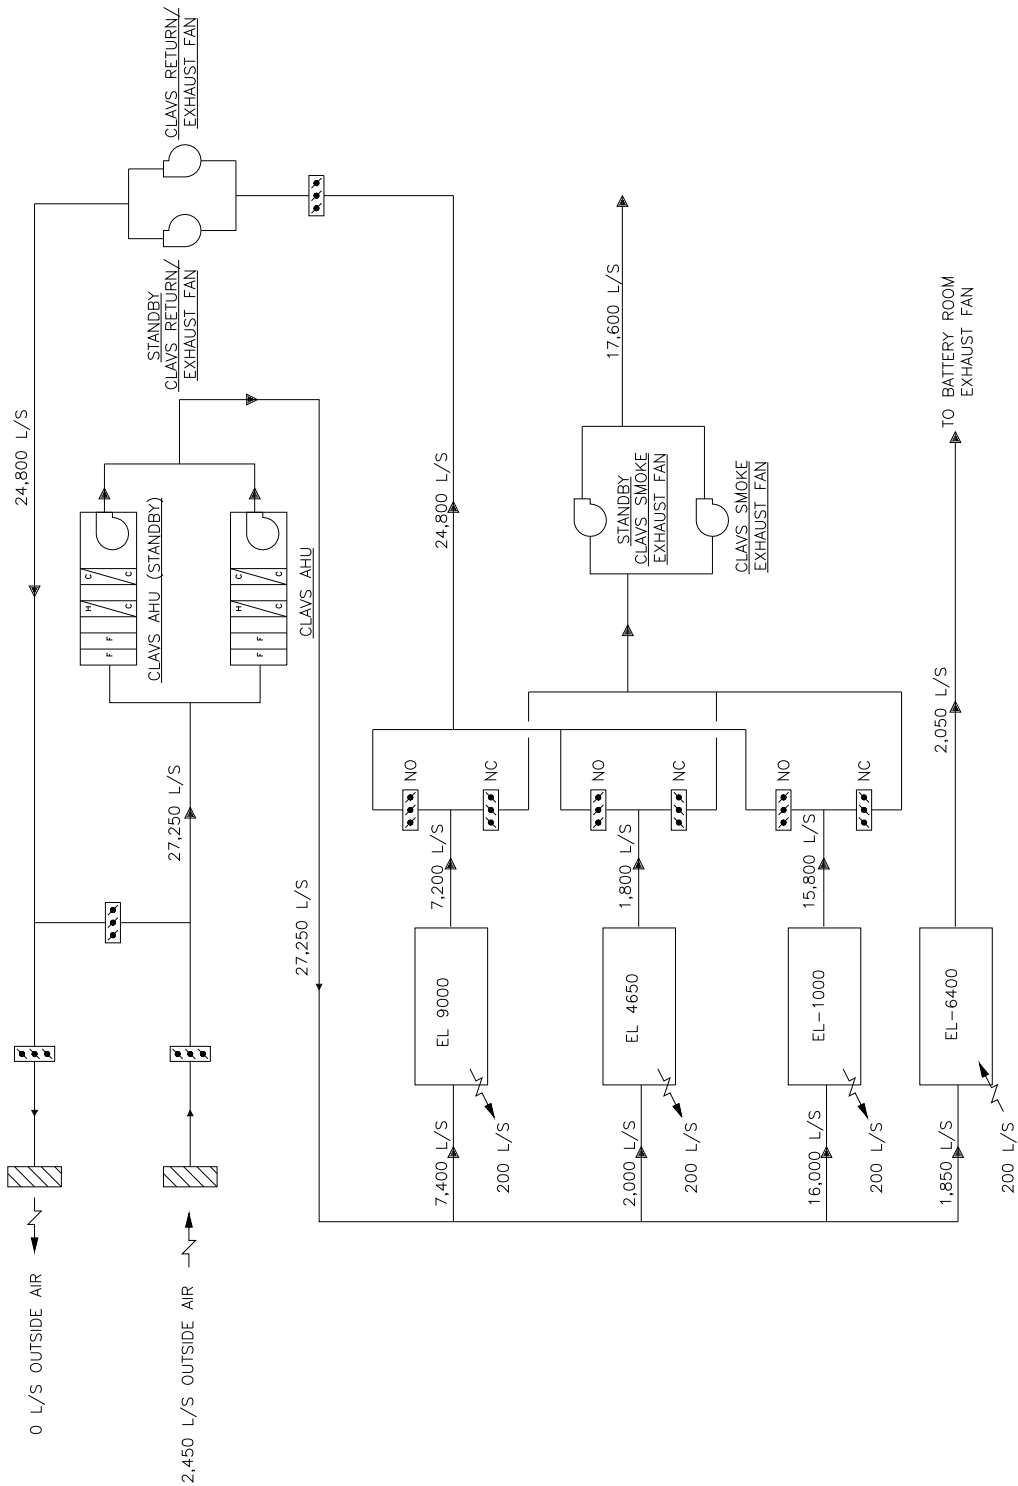 CLAVS RETURN/
EXHAUST FAN
STANDBY
CLAVS RETURN/
EXHAUST FAN
24,800 L/S
F
F
H
C
C
C
CLAVS AHU (STANDBY)
F
F
H
C
C
C
CLAVS AHU
27,250 L/S
27,250 L/S
0 L/S OUTSIDE AIR
2,450 L/S OUTSIDE AIR
24,800 L/S
17,600 L/S
STANDBY
CLAVS SMOKE
EXHAUST FAN
CLAVS SMOKE
EXHAUST FAN
TO BATTERY ROOM
EXHAUST FAN
NO
NC
NO
NC
NO
NC
7,200 L/S
1,800 L/S
15,800 L/S
2,050 L/S
EL 9000
EL 4650
EL-1000
EL-6400
7,400 L/S
200 L/S
2,000 L/S
200 L/S
16,000 L/S
200 L/S
1,850 L/S
200 L/S